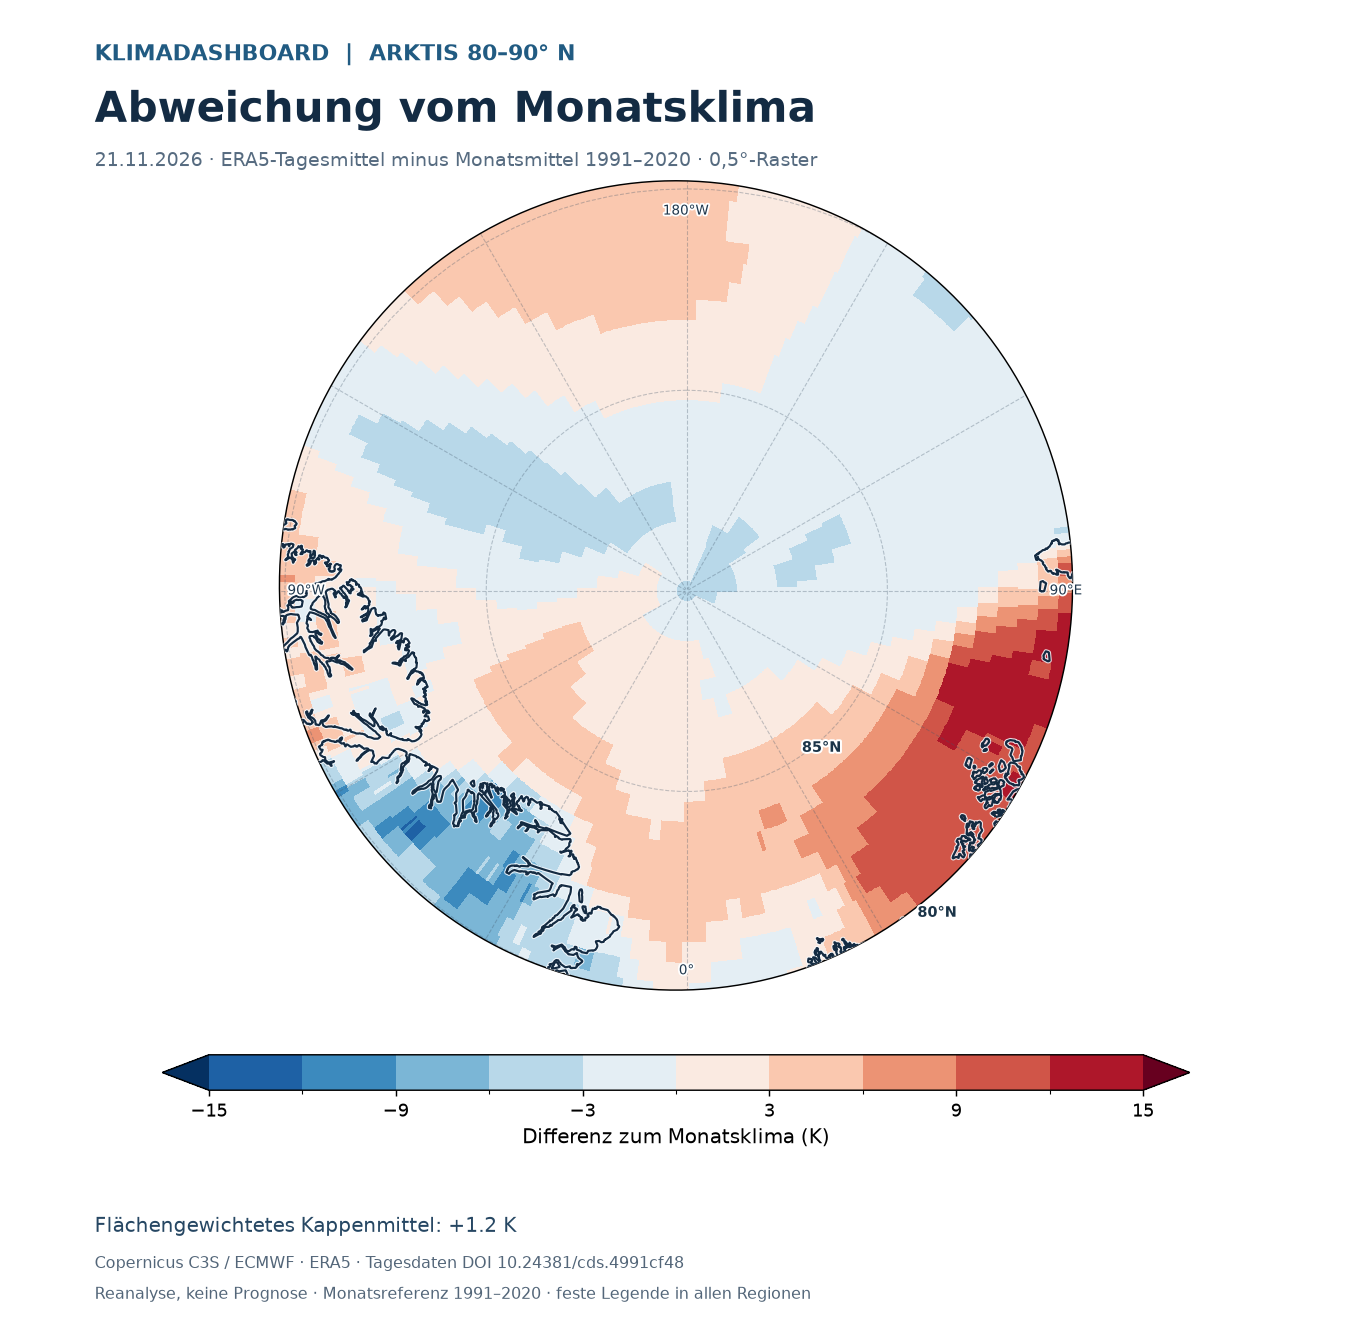 KLIMADASHBOARD | ARKTIS 80–90° N
Abweichung vom Monatsklima
21.11.2026 · ERA5-Tagesmittel minus Monatsmittel 1991–2020 · 0,5°-Raster
180°W
90°W
90°E
85°N
80°N
0°
−15 −9 −3 3 9 15
Differenz zum Monatsklima (K)
Flächengewichtetes Kappenmittel: +1.2 K
Copernicus C3S / ECMWF · ERA5 · Tagesdaten DOI 10.24381/cds.4991cf48
Reanalyse, keine Prognose · Monatsreferenz 1991–2020 · feste Legende in allen Regionen